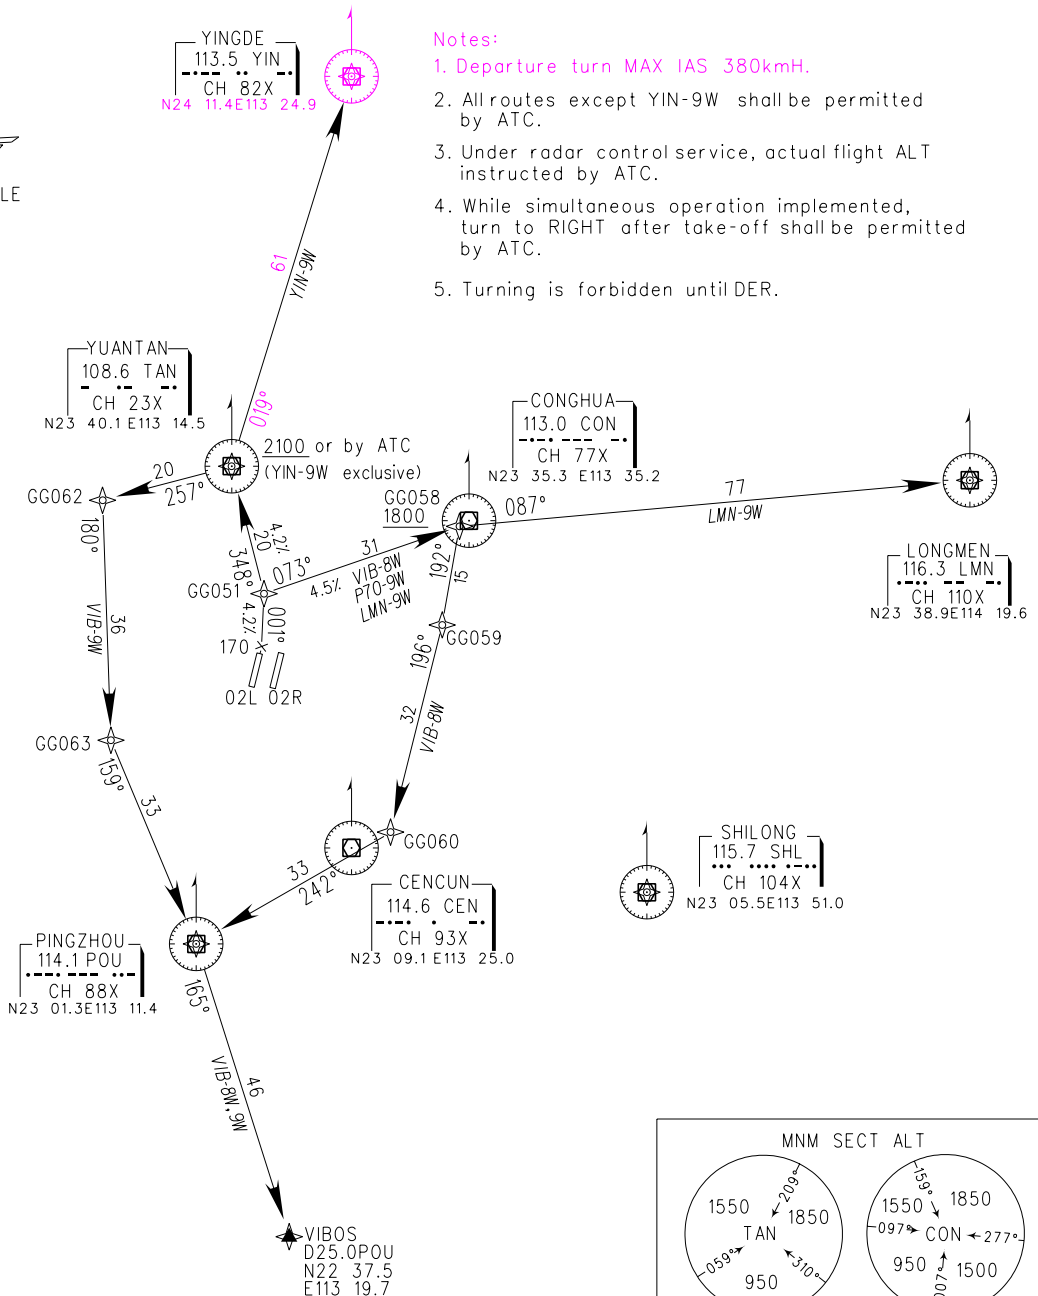 YINGDE
113.5 YIN
CH 82X
N24 11.4E113 24.9
Notes:
1. Departure turn MAX IAS 380kmH.
2. All routes except YIN-9W shall be permitted
by ATC.
3. Under radar control service, actual flight ALT
instructed by ATC.
4. While simultaneous operation implemented,
turn to RIGHT after take-off shall be permitted
by ATC.
5. Turning is forbidden until DER.
LE
61
YIN-9W
019°
YUANTAN
108.6 TAN
CH 23X
N23 40.1 E113 14.5
2100 or by ATC
(YIN-9W exclusive)
CONGHUA
113.0 CON
CH 77X
N23 35.3 E113 35.2
20
257°
GG062
180°
GG058
1800
087°
77
LMN-9W
LONGMEN
116.3 LMN
CH 110X
N23 38.9E114 19.6
4.2%
20
348°
GG051
073°
31
4.5%
VIB-8W
P70-9W
LMN-9W
192°
15
4.2%
001°
170
02L 02R
36
VIB-9W
GG059
196°
32
VIB-8W
GG063
159°
33
GG060
33
242°
CENCUN
114.6 CEN
CH 93X
N23 09.1 E113 25.0
SHILONG
115.7 SHL
CH 104X
N23 05.5E113 51.0
PINGZHOU
114.1 POU
CH 88X
N23 01.3E113 11.4
165°
46
VIB-8W,9W
VIBOS
D25.0POU
N22 37.5
E113 19.7
MNM SECT ALT
1550
209°
1850
TAN
059°
310°
950
159°
1550
1850
097°
CON
277°
950
007°
1500